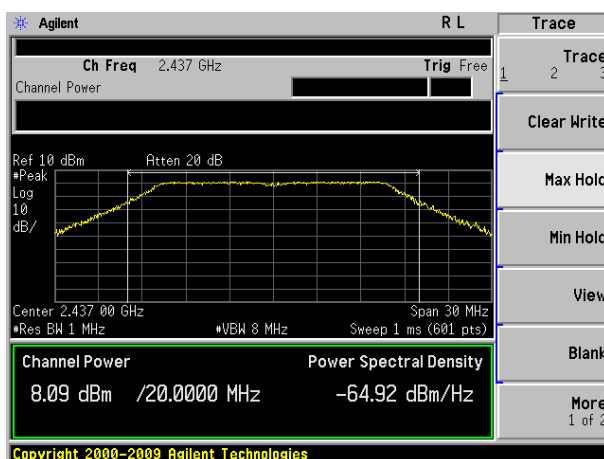 Agilent R L Trace
Ch Freq 2.437 GHz Trig Free
Channel Power
Trace
1 2 3
Clear Write
Ref 10 dBm Atten 20 dB
#Peak
Log
10
dB/
Max Hold
Min Hold
View
Center 2.437 00 GHz Span 30 MHz
#Res BW 1 MHz #VBW 8 MHz Sweep 1 ms (601 pts)
Blank
Channel Power Power Spectral Density
8.09 dBm /20.0000 MHz -64.92 dBm/Hz
More
1 of 2
Copyright 2000-2009 Agilent Technologies